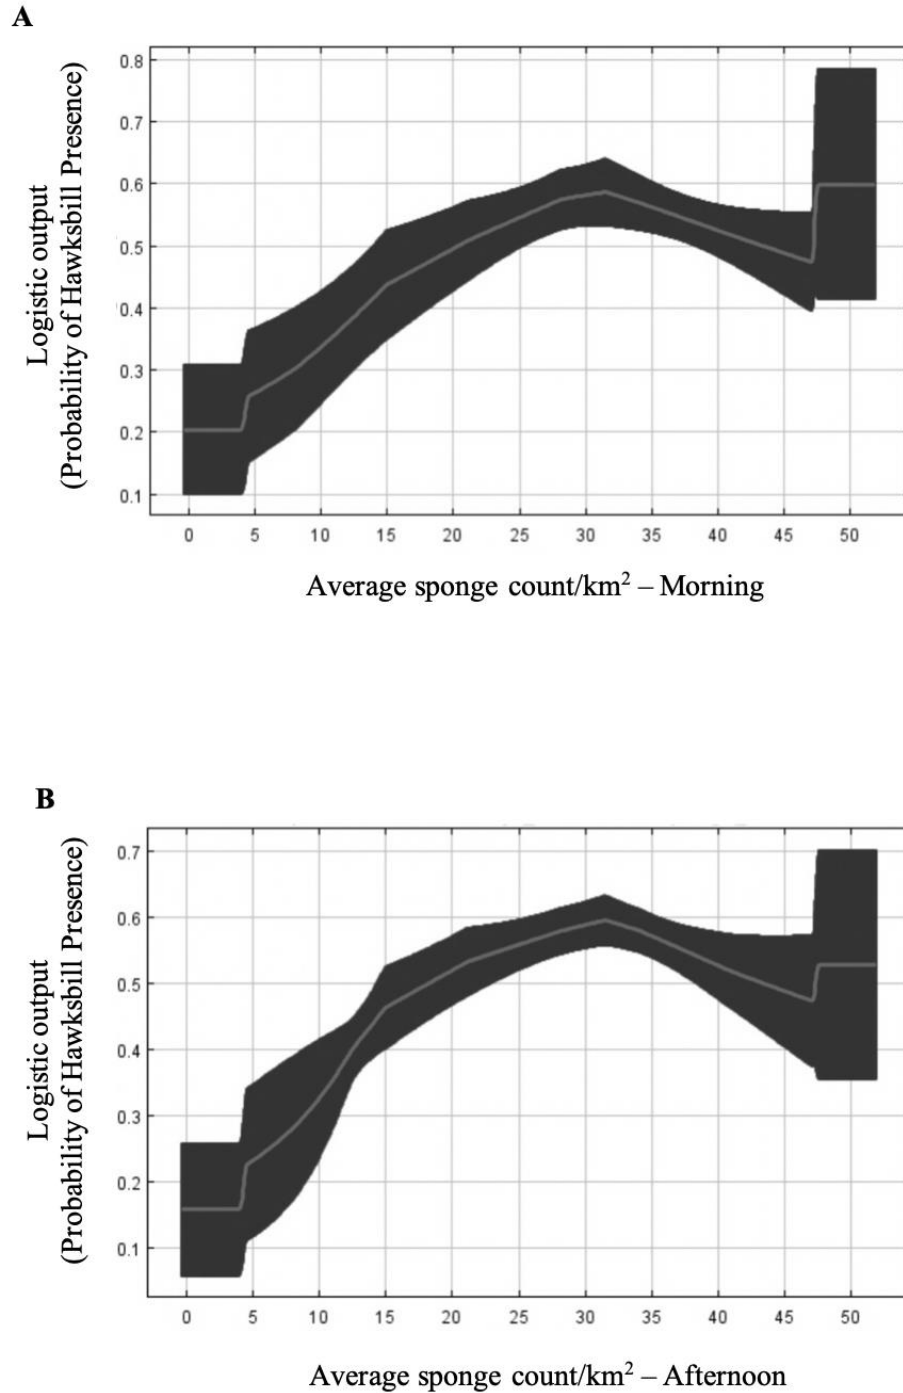 A
Logistic output
(Probability of Hawksbill Presence)
0.8
0.7
0.6
0.5
0.4
0.3
0.2
0.1
0 5 10 15 20 25 30 35 40 45 50
Average sponge count/km² – Morning
B
Logistic output
(Probability of Hawksbill Presence)
0.7
0.6
0.5
0.4
0.3
0.2
0.1
0 5 10 15 20 25 30 35 40 45 50
Average sponge count/km² – Afternoon